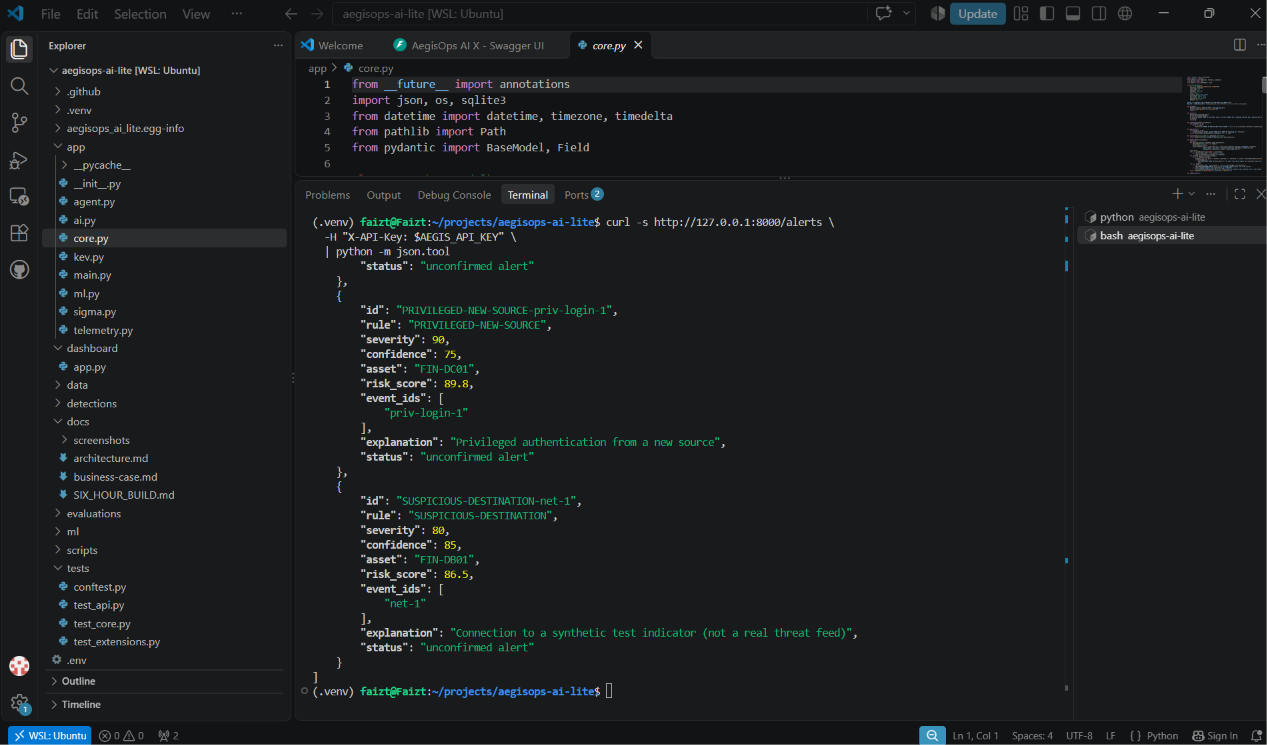 File Edit Selection View ··· aegisops-ai-lite [WSL: Ubuntu] Update
Explorer ···
aegisops-ai-lite [WSL: Ubuntu]
.github
.venv
aegisops_ai_lite.egg-info
app
__pycache__
__init__.py
agent.py
ai.py
core.py
kev.py
main.py
ml.py
sigma.py
telemetry.py
dashboard
app.py
data
detections
docs
screenshots
architecture.md
business-case.md
SIX_HOUR_BUILD.md
evaluations
ml
scripts
tests
conftest.py
test_api.py
test_core.py
test_extensions.py
.env
Outline
Timeline
Welcome AegisOps AI X - Swagger UI core.py
app > core.py
1 from __future__ import annotations
2 import json, os, sqlite3
3 from datetime import datetime, timezone, timedelta
4 from pathlib import Path
5 from pydantic import BaseModel, Field
6
Problems Output Debug Console Terminal Ports 2
(.venv) faizt@Faizt:~/projects/aegisops-ai-lite$ curl -s http://127.0.0.1:8000/alerts \
-H "X-API-Key: $AEGIS_API_KEY" \
| python -m json.tool
"status": "unconfirmed alert"
},
{
"id": "PRIVILEGED-NEW-SOURCE-priv-login-1",
"rule": "PRIVILEGED-NEW-SOURCE",
"severity": 90,
"confidence": 75,
"asset": "FIN-DC01",
"risk_score": 89.8,
"event_ids": [
"priv-login-1"
],
"explanation": "Privileged authentication from a new source",
"status": "unconfirmed alert"
},
{
"id": "SUSPICIOUS-DESTINATION-net-1",
"rule": "SUSPICIOUS-DESTINATION",
"severity": 80,
"confidence": 85,
"asset": "FIN-DB01",
"risk_score": 86.5,
"event_ids": [
"net-1"
],
"explanation": "Connection to a synthetic test indicator (not a real threat feed)",
"status": "unconfirmed alert"
}
]
(.venv) faizt@Faizt:~/projects/aegisops-ai-lite$
python aegisops-ai-lite
bash aegisops-ai-lite
1
WSL: Ubuntu 0 0 2 Ln 1, Col 1 Spaces: 4 UTF-8 LF { } Python Sign In